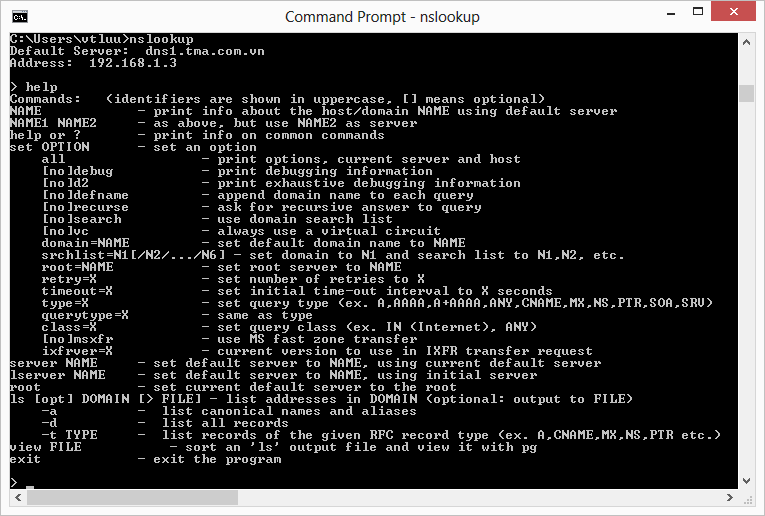 Command Prompt - nslookup
C:\Users\vtluu>nslookup
Default Server:  dns1.tma.com.vn
Address:  192.168.1.3
> help
Commands:   (identifiers are shown in uppercase, [] means optional)
NAME            - print info about the host/domain NAME using default server
NAME1 NAME2     - as above, but use NAME2 as server
help or ?       - print info on common commands
set OPTION      - set an option
    all                 - print options, current server and host
    [no]debug           - print debugging information
    [no]d2              - print exhaustive debugging information
    [no]defname         - append domain name to each query
    [no]recurse         - ask for recursive answer to query
    [no]search          - use domain search list
    [no]vc              - always use a virtual circuit
    domain=NAME         - set default domain name to NAME
    srchlist=N1[/N2/.../N6] - set domain to N1 and search list to N1,N2, etc.
    root=NAME           - set root server to NAME
    retry=X             - set number of retries to X
    timeout=X           - set initial time-out interval to X seconds
    type=X              - set query type (ex. A,AAAA,A+AAAA,ANY,CNAME,MX,NS,PTR,SOA,SRV)
    querytype=X         - same as type
    class=X             - set query class (ex. IN (Internet), ANY)
    [no]msxfr           - use MS fast zone transfer
    ixfrver=X           - current version to use in IXFR transfer request
server NAME     - set default server to NAME, using current default server
lserver NAME    - set default server to NAME, using initial server
root            - set current default server to the root
ls [opt] DOMAIN [> FILE] - list addresses in DOMAIN (optional: output to FILE)
    -a          -  list canonical names and aliases
    -d          -  list all records
    -t TYPE     -  list records of the given RFC record type (ex. A,CNAME,MX,NS,PTR etc.)
view FILE           - sort an 'ls' output file and view it with pg
exit            - exit the program
> _